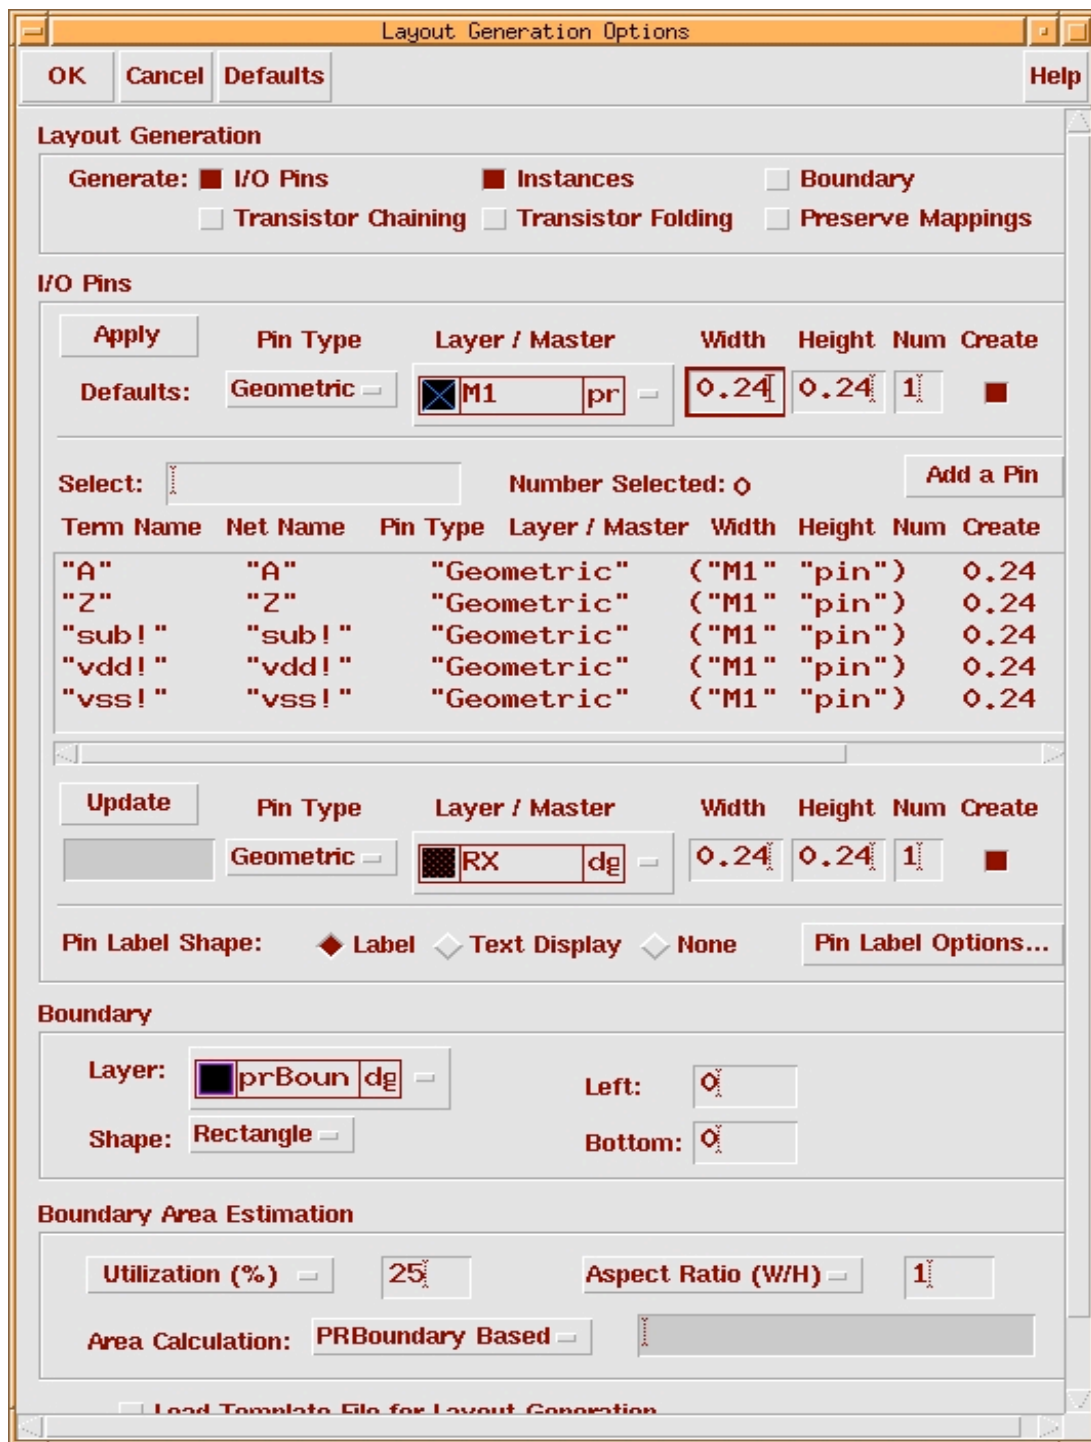 Layout Generation Options
OK Cancel Defaults Help
Layout Generation
Generate: I/O Pins Instances Boundary
Transistor Chaining Transistor Folding Preserve Mappings
I/O Pins
Apply Pin Type Layer / Master Width Height Num Create
Defaults: Geometric M1 pr 0.24 0.24 1
Select: Number Selected: 0 Add a Pin
Term Name Net Name Pin Type Layer / Master Width Height Num Create
"A" "A" "Geometric" ("M1" "pin") 0.24
"Z" "Z" "Geometric" ("M1" "pin") 0.24
"sub!" "sub!" "Geometric" ("M1" "pin") 0.24
"vdd!" "vdd!" "Geometric" ("M1" "pin") 0.24
"vss!" "vss!" "Geometric" ("M1" "pin") 0.24
Update Pin Type Layer / Master Width Height Num Create
Geometric RX dg 0.24 0.24 1
Pin Label Shape: Label Text Display None Pin Label Options...
Boundary
Layer: prBoun dg Left: 0
Shape: Rectangle Bottom: 0
Boundary Area Estimation
Utilization (%) 25 Aspect Ratio (W/H) 1
Area Calculation: PRBoundary Based
Load Template File for Layout Generation